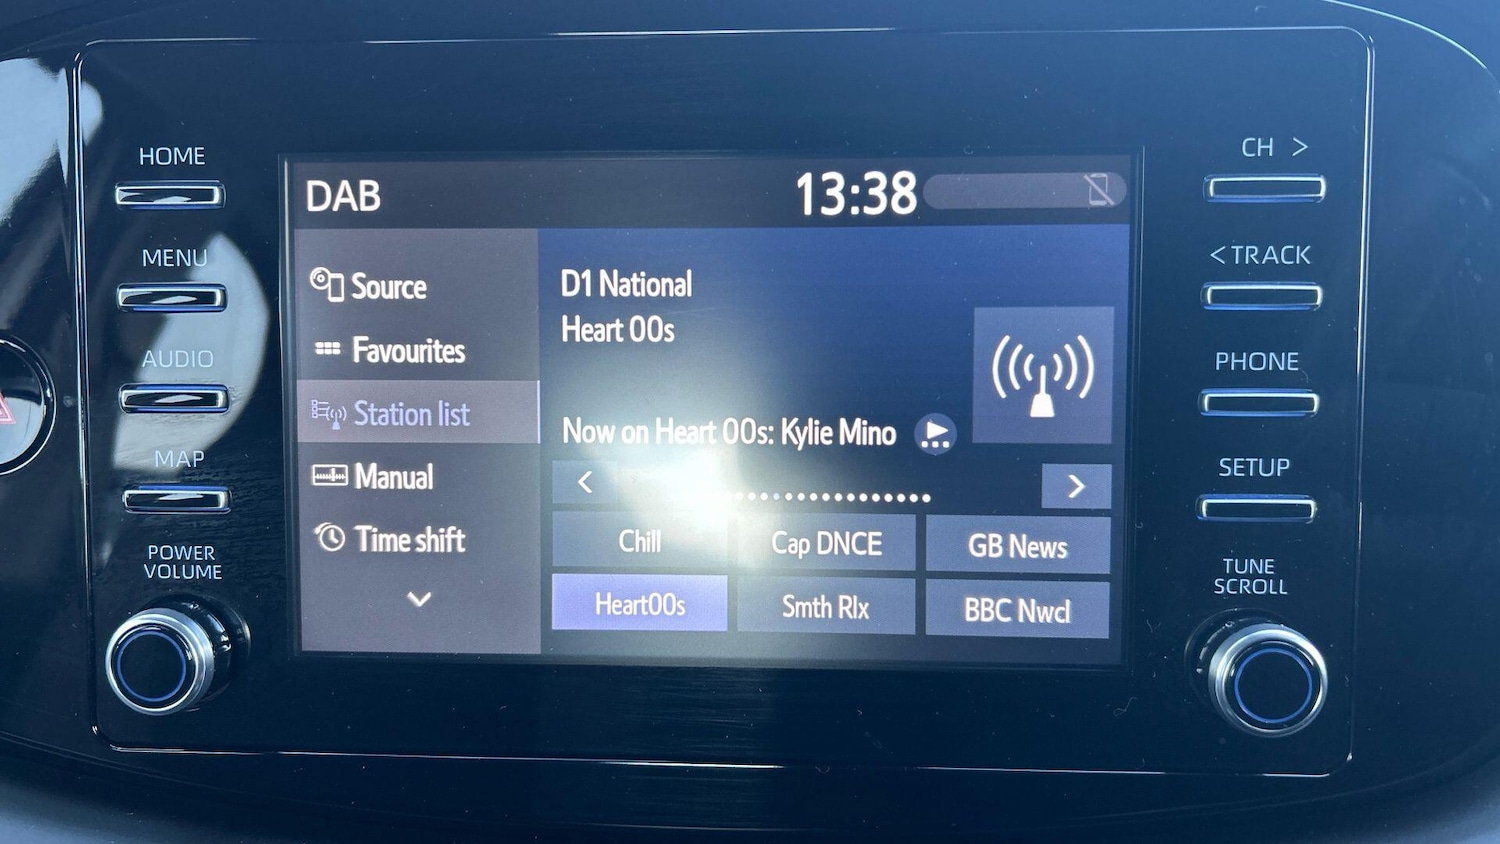 HOME
MENU
AUDIO
MAP
POWER
VOLUME
DAB
13:38
Source
Favourites
Station list
Manual
Time shift
D1 National
Heart 00s
Now on Heart 00s: Kylie Mino
Chill
Cap DNCE
GB News
Heart00s
Smth Rlx
BBC Nwcl
CH >
< TRACK
PHONE
SETUP
TUNE
SCROLL